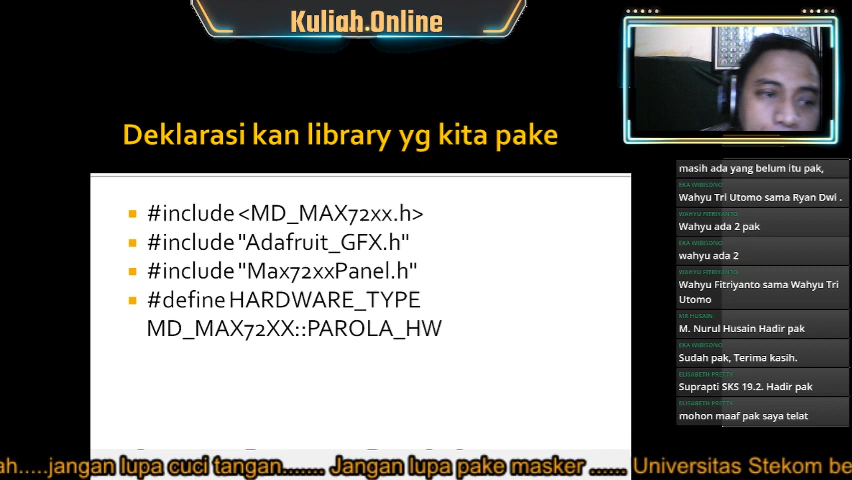 Kuliah.Online
Deklarasi kan library yg kita pake
#include <MD_MAX72xx.h>
#include "Adafruit_GFX.h"
#include "Max72xxPanel.h"
#define HARDWARE_TYPE
MD_MAX72XX::PAROLA_HW
masih ada yang belum itu pak,
EKA WIBISONO
Wahyu Tri Utomo sama Ryan Dwi .
WAHYU FITRIYANTO
Wahyu ada 2 pak
EKA WIBISONO
wahyu ada 2
WAHYU FITRIYANTO
Wahyu Fitriyanto sama Wahyu Tri
Utomo
MR HUSAIN
M. Nurul Husain Hadir pak
EKA WIBISONO
Sudah pak, Terima kasih.
ELISABETH PRETTY
Suprapti SKS 19.2. Hadir pak
ELISABETH PRETTY
mohon maaf pak saya telat
ah.....jangan lupa cuci tangan....... Jangan lupa pake masker ...... Universitas Stekom be